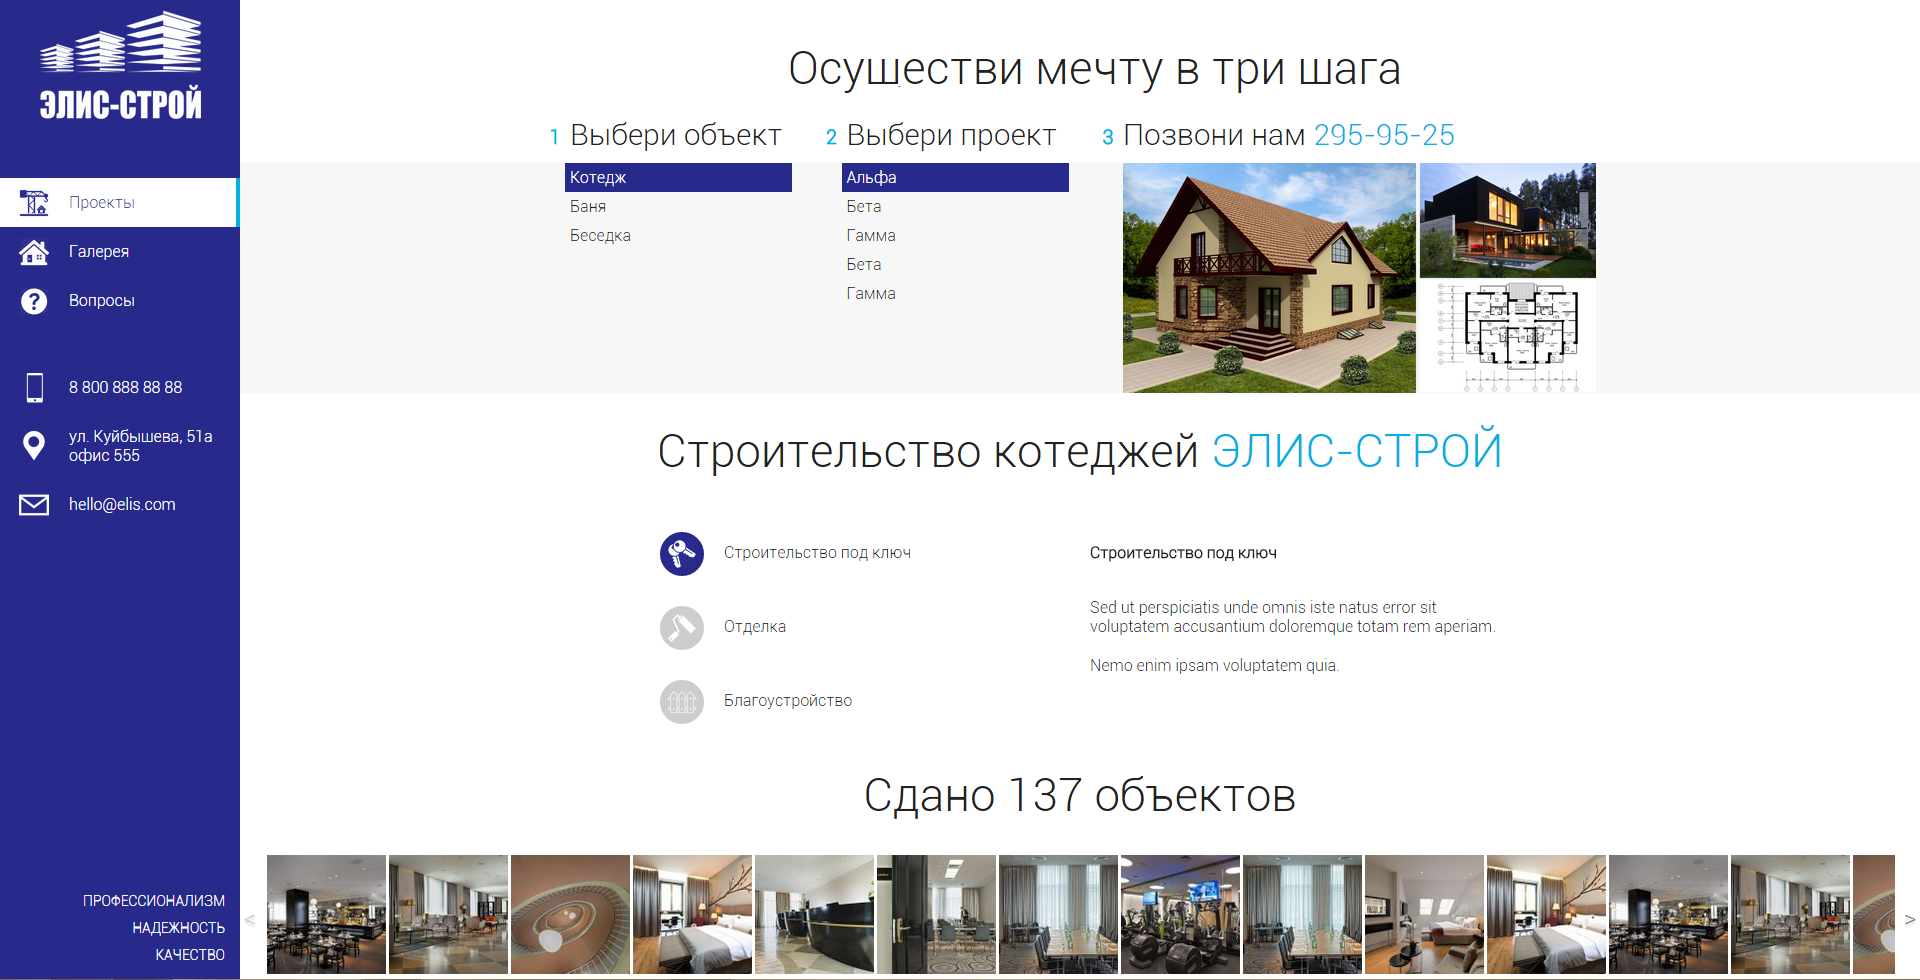 ЭЛИС-СТРОЙ
Проекты
Галерея
Вопросы
8 800 888 88 88
ул. Куйбышева, 51а
офис 555
hello@elis.com
ПРОФЕССИОНАЛИЗМ
НАДЕЖНОСТЬ
КАЧЕСТВО
Осуществи мечту в три шага
1 Выбери объект
Котедж
Баня
Беседка
2 Выбери проект
Альфа
Бета
Гамма
Бета
Гамма
3 Позвони нам 295-95-25
Строительство котеджей ЭЛИС-СТРОЙ
Строительство под ключ
Отделка
Благоустройство
Строительство под ключ
Sed ut perspiciatis unde omnis iste natus error sit
voluptatem accusantium doloremque totam rem aperiam.
Nemo enim ipsam voluptatem quia.
Сдано 137 объектов
< >